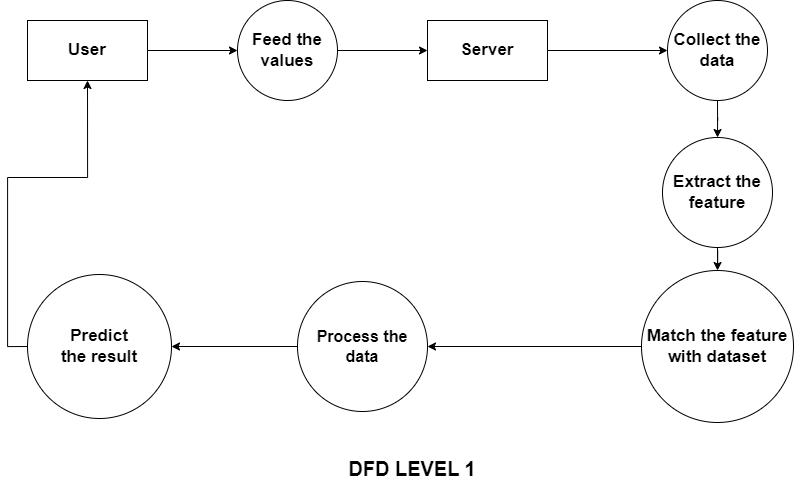 User
Feed the
values
Server
Collect the
data
Extract the
feature
Match the feature
with dataset
Process the
data
Predict
the result
DFD LEVEL 1